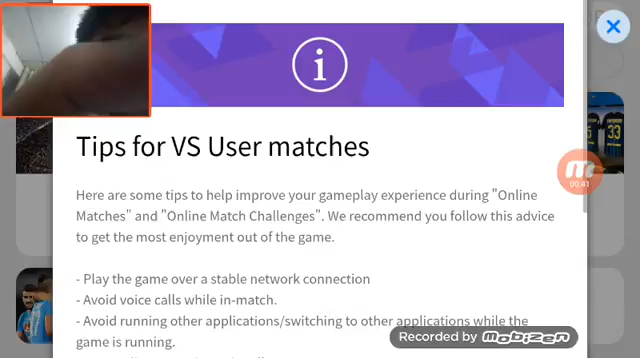 Tips for VS User matches
Here are some tips to help improve your gameplay experience during "Online
Matches" and "Online Match Challenges". We recommend you follow this advice
to get the most enjoyment out of the game.
- Play the game over a stable network connection
- Avoid voice calls while in-match.
- Avoid running other applications/switching to other applications while the
game is running.
00:41
33
Recorded by MOBIZEN